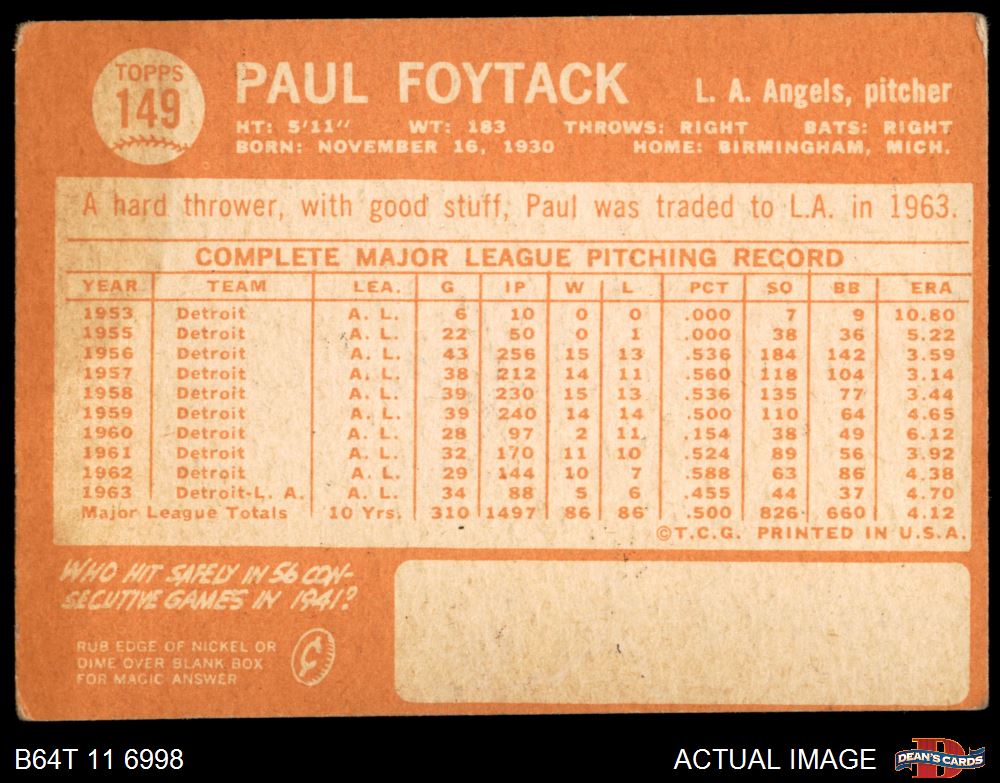 TOPPS
149
PAUL FOYTACK
L. A. Angels, pitcher
HT: 5'11" WT: 183 THROWS: RIGHT BATS: RIGHT
BORN: NOVEMBER 16, 1930 HOME: BIRMINGHAM, MICH.
A hard thrower, with good stuff, Paul was traded to L.A. in 1963.
COMPLETE MAJOR LEAGUE PITCHING RECORD
YEAR TEAM LEA. G IP W L PCT SO BB ERA
1953 Detroit A. L. 6 10 0 0 .000 7 9 10.80
1955 Detroit A. L. 22 50 0 1 .000 38 36 5.22
1956 Detroit A. L. 43 256 15 13 .536 184 142 3.59
1957 Detroit A. L. 38 212 14 11 .560 118 104 3.14
1958 Detroit A. L. 39 230 15 13 .536 135 77 3.44
1959 Detroit A. L. 39 240 14 14 .500 110 64 4.65
1960 Detroit A. L. 28 97 2 11 .154 38 49 6.12
1961 Detroit A. L. 32 170 11 10 .524 89 56 3.92
1962 Detroit A. L. 29 144 10 7 .588 63 86 4.38
1963 Detroit-L. A. A. L. 34 88 5 6 .455 44 37 4.70
Major League Totals 10 Yrs. 310 1497 86 86 .500 826 660 4.12
©T.C.G. PRINTED IN U.S.A.
WHO HIT SAFELY IN 56 CON-
SECUTIVE GAMES IN 1941?
RUB EDGE OF NICKEL OR
DIME OVER BLANK BOX
FOR MAGIC ANSWER
¢
B64T 11 6998
ACTUAL IMAGE
D
DEAN'S CARDS